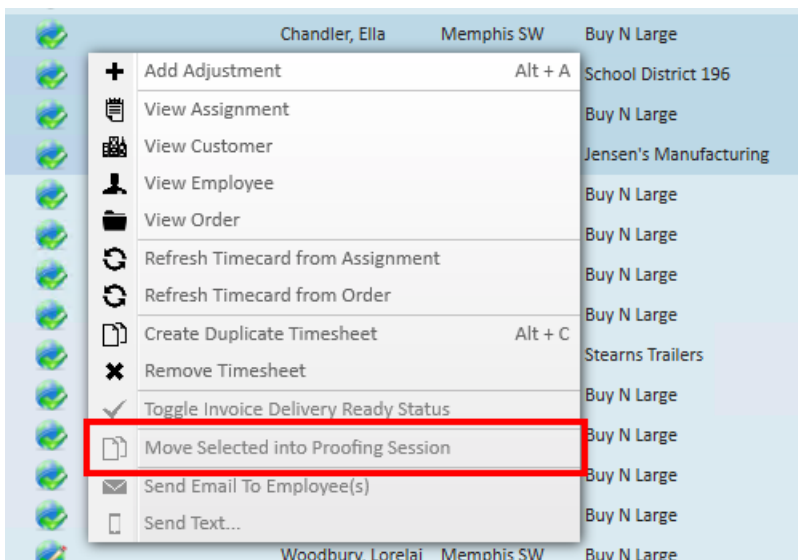 Chandler, Ella Memphis SW Buy N Large
Add Adjustment Alt + A School District 196
View Assignment Buy N Large
View Customer Jensen's Manufacturing
View Employee Buy N Large
View Order Buy N Large
Refresh Timecard from Assignment Buy N Large
Refresh Timecard from Order Buy N Large
Create Duplicate Timesheet Alt + C Stearns Trailers
Remove Timesheet Buy N Large
Toggle Invoice Delivery Ready Status Buy N Large
Move Selected into Proofing Session Buy N Large
Send Email To Employee(s) Buy N Large
Send Text...
Woodbury, Lorelai Memphis SW Buy N Large